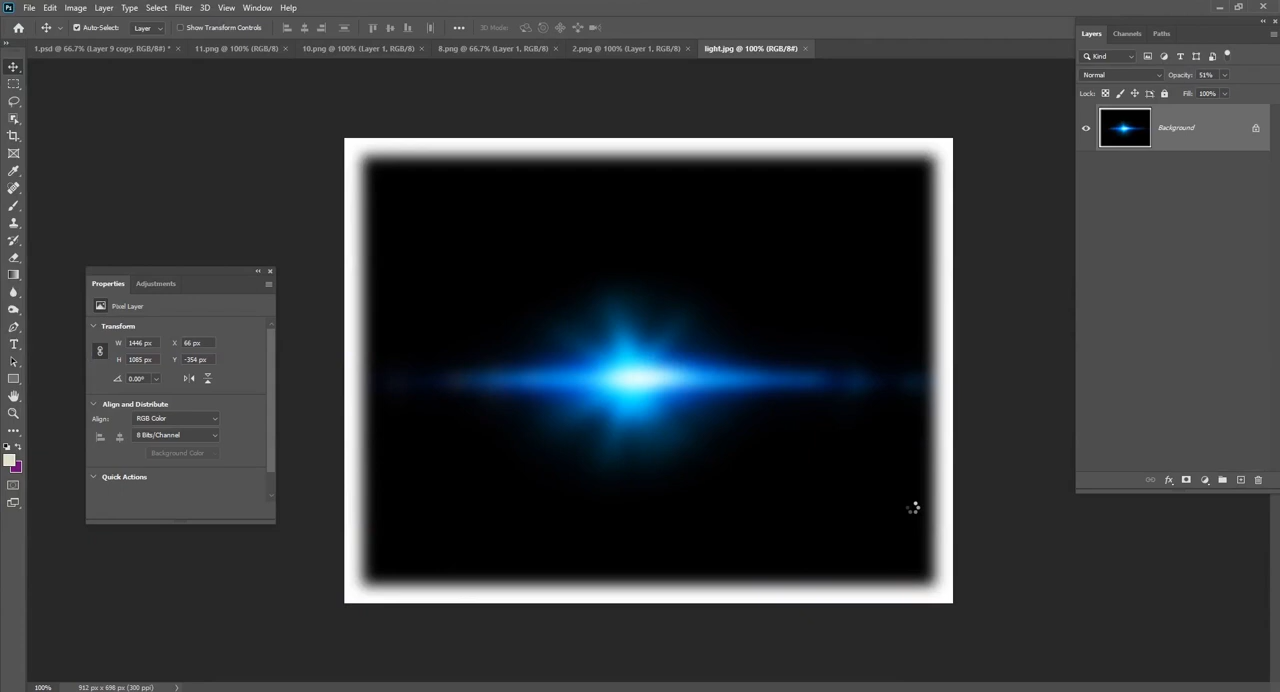 Ps File Edit Image Layer Type Select Filter 3D View Window Help
Auto-Select: Layer Show Transform Controls 3D Mode:
1.psd @ 66.7% (Layer 9 copy, RGB/8#) * 11.png @ 100% (RGB/8) 10.png @ 100% (Layer 1, RGB/8) 8.png @ 66.7% (Layer 1, RGB/8) 2.png @ 100% (Layer 1, RGB/8) light.jpg @ 100% (RGB/8#)
Layers Channels Paths
Kind
Normal Opacity: 51%
Lock: Fill: 100%
Background
Properties Adjustments
Pixel Layer
Transform
W 1446 px X 66 px
H 1085 px Y -354 px
0.00°
Align and Distribute
Align: RGB Color
8 Bits/Channel
Background Color
Quick Actions
fx
100% 912 px x 698 px (300 ppi)